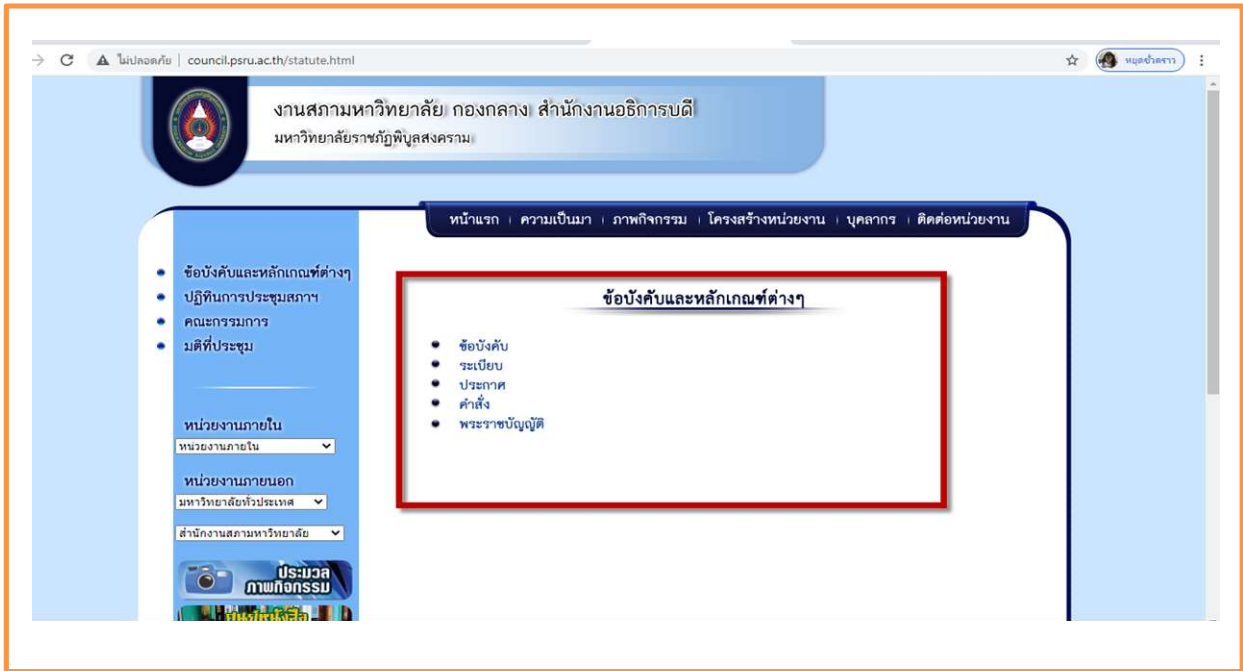 ไม่ปลอดภัย | council.psru.ac.th/statute.html
หยุดชั่วคราว
งานสภามหาวิทยาลัย กองกลาง สำนักงานอธิการบดี
มหาวิทยาลัยราชภัฏพิบูลสงคราม
หน้าแรก | ความเป็นมา | ภาพกิจกรรม | โครงสร้างหน่วยงาน | บุคลากร | ติดต่อหน่วยงาน
ข้อบังคับและหลักเกณฑ์ต่างๆ
ปฏิทินการประชุมสภาฯ
คณะกรรมการ
มติที่ประชุม
หน่วยงานภายใน
หน่วยงานภายใน
หน่วยงานภายนอก
มหาวิทยาลัยทั่วประเทศ
สำนักงานสภามหาวิทยาลัย
ประมวล
ภาพกิจกรรม
ศูนย์หนังสือ
ข้อบังคับและหลักเกณฑ์ต่างๆ
ข้อบังคับ
ระเบียบ
ประกาศ
คำสั่ง
พระราชบัญญัติ